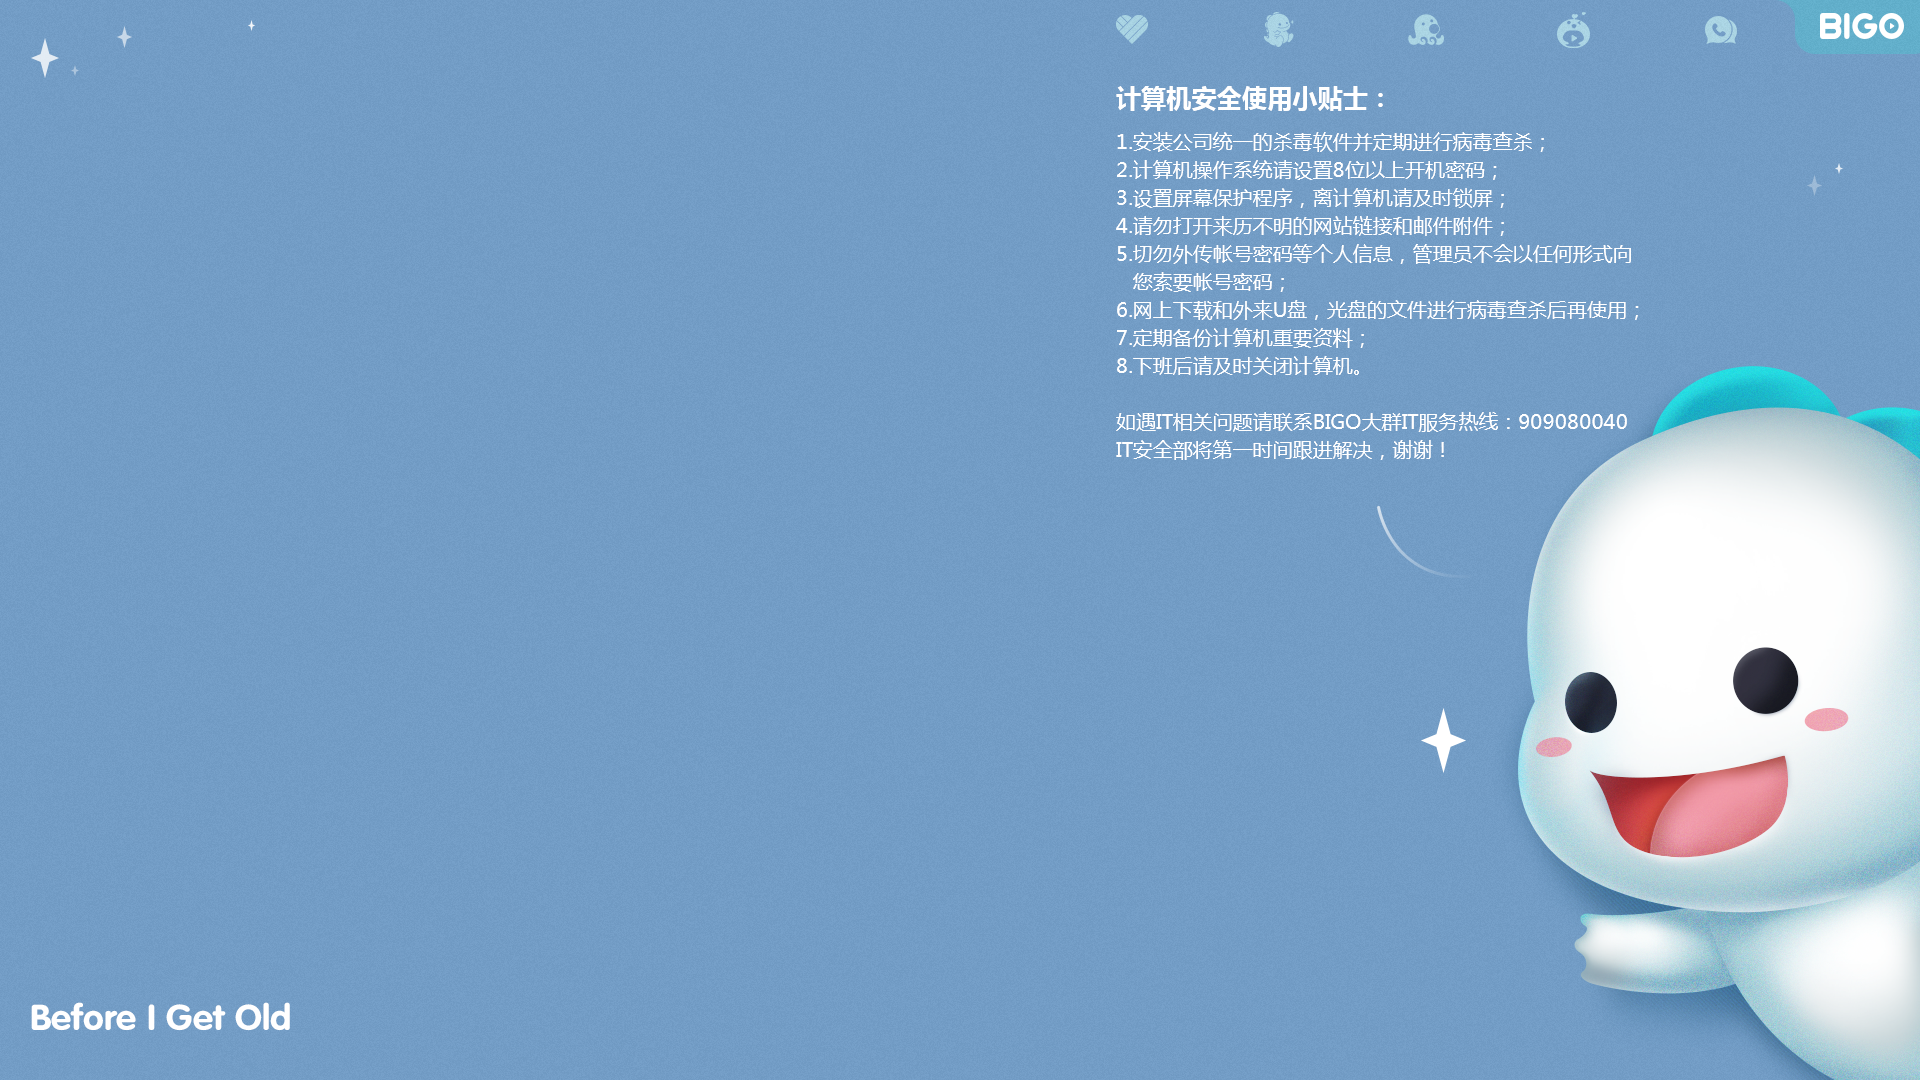 BIGO
计算机安全使用小贴士：
1.安装公司统一的杀毒软件并定期进行病毒查杀；
2.计算机操作系统请设置8位以上开机密码；
3.设置屏幕保护程序，离计算机请及时锁屏；
4.请勿打开来历不明的网站链接和邮件附件；
5.切勿外传帐号密码等个人信息，管理员不会以任何形式向
您索要帐号密码；
6.网上下载和外来U盘，光盘的文件进行病毒查杀后再使用；
7.定期备份计算机重要资料；
8.下班后请及时关闭计算机。
如遇IT相关问题请联系BIGO大群IT服务热线：909080040
IT安全部将第一时间跟进解决，谢谢！
Before I Get Old